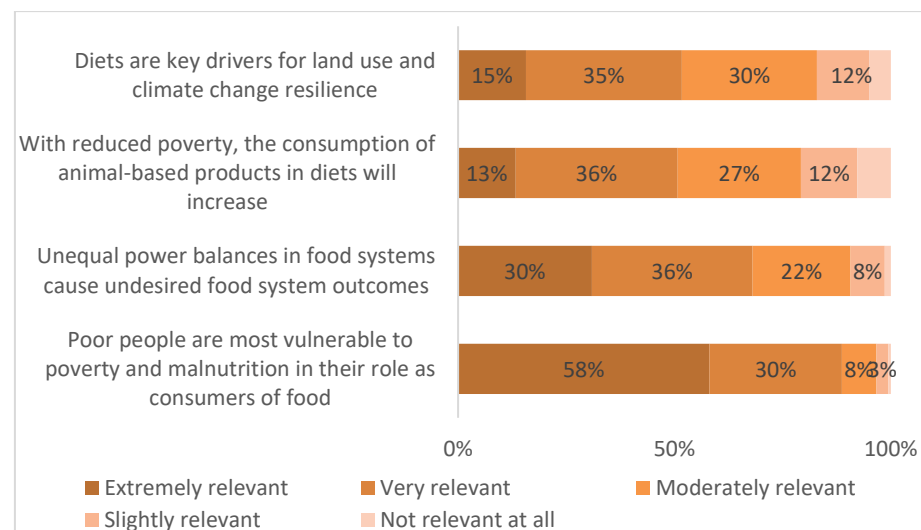 Diets are key drivers for land use and
climate change resilience
15% 35% 30% 12%
With reduced poverty, the consumption of
animal-based products in diets will
increase
13% 36% 27% 12%
Unequal power balances in food systems
cause undesired food system outcomes
30% 36% 22% 8%
Poor people are most vulnerable to
poverty and malnutrition in their role as
consumers of food
58% 30% 8% 3%
0% 50% 100%
Extremely relevant Very relevant Moderately relevant
Slightly relevant Not relevant at all